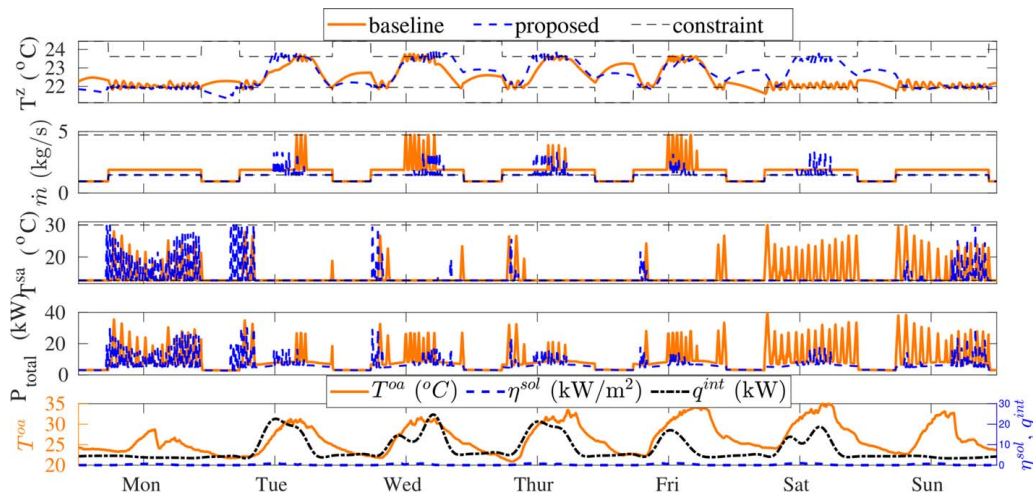 baseline proposed constraint
24
T^z (°C)
22
5
ṁ (kg/s)
0
30
T^sa (°C)
20
40
P_total (kW)
20
0
T^oa (°C) η^sol (kW/m²) q^int (kW)
35 30
30 20
T^oa η^sol, q^int
25 10
20 0
Mon Tue Wed Thur Fri Sat Sun